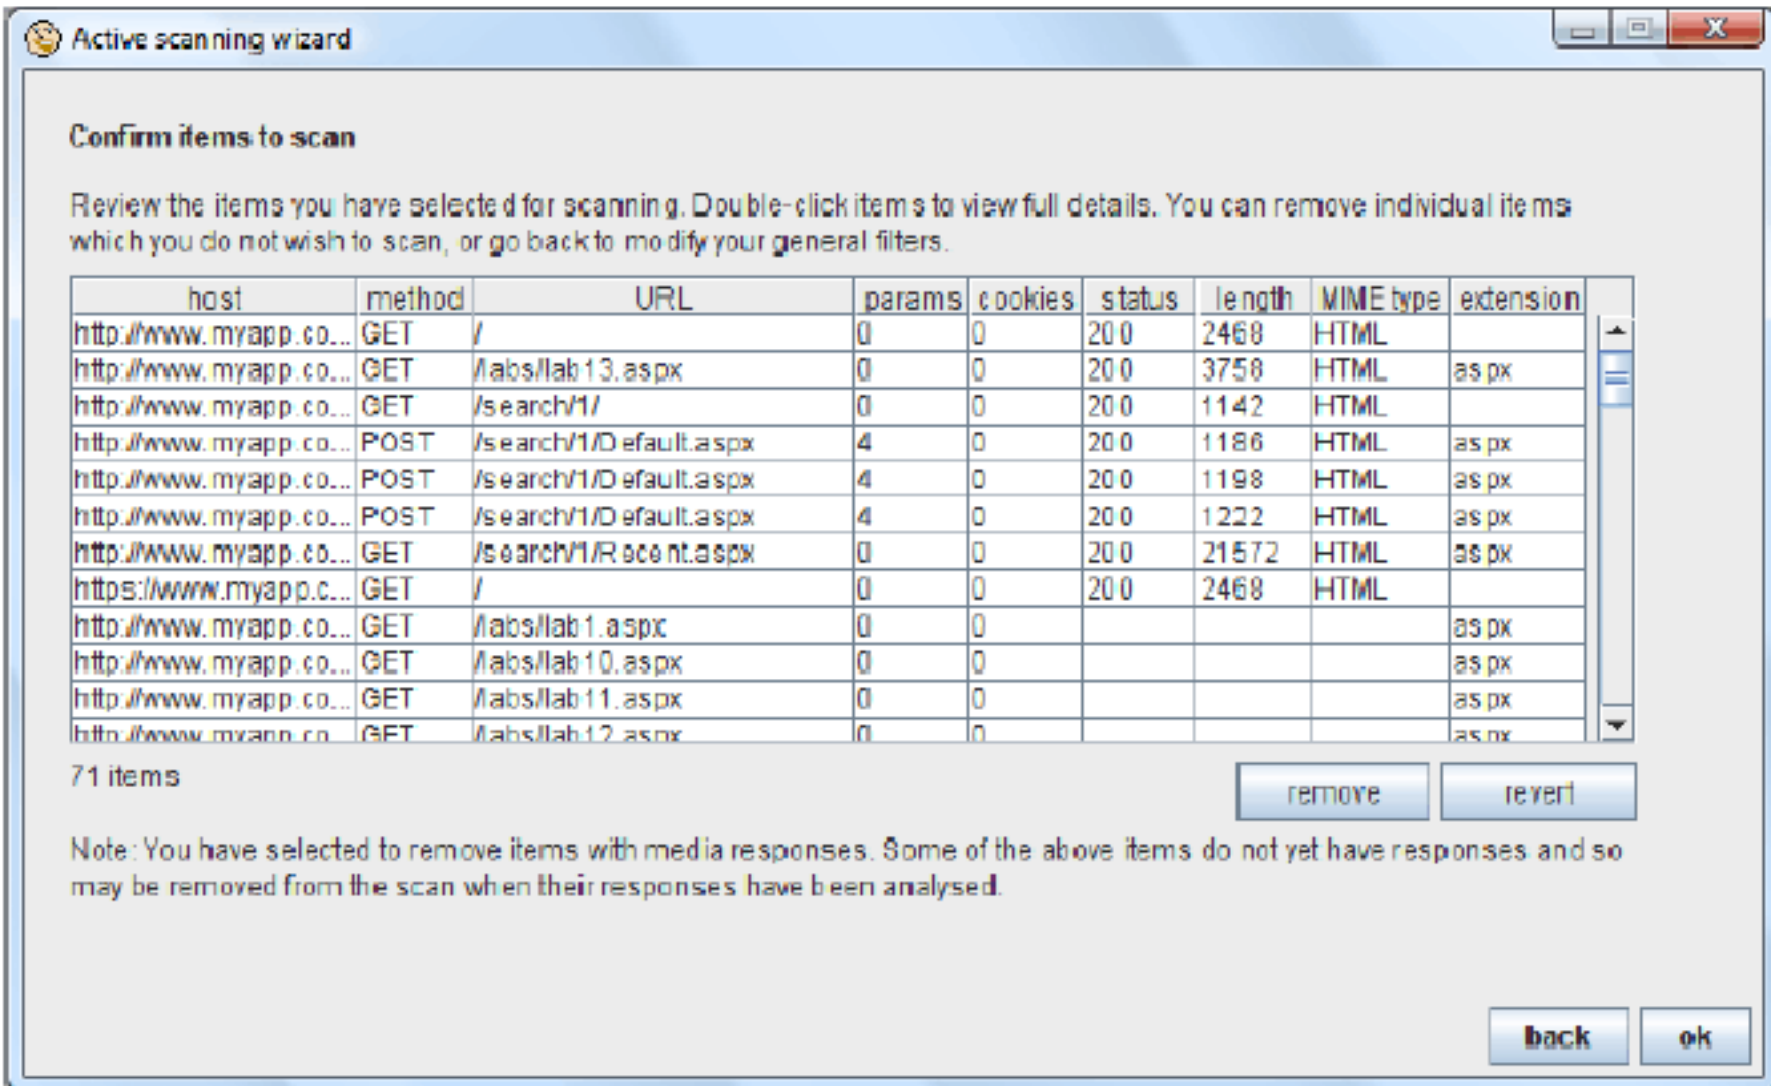 Active scanning wizard
Confirm items to scan
Review the items you have selected for scanning. Double-click items to view full details. You can remove individual items
which you do not wish to scan, or go back to modify your general filters.
host method URL params cookies status length MIME type extension
http://www.myapp.co... GET / 0 0 200 2468 HTML
http://www.myapp.co... GET /labs/lab13.aspx 0 0 200 3758 HTML aspx
http://www.myapp.co... GET /search/1/ 0 0 200 1142 HTML
http://www.myapp.co... POST /search/1/Default.aspx 4 0 200 1186 HTML aspx
http://www.myapp.co... POST /search/1/Default.aspx 4 0 200 1198 HTML aspx
http://www.myapp.co... POST /search/1/Default.aspx 4 0 200 1222 HTML aspx
http://www.myapp.co... GET /search/1/Recent.aspx 0 0 200 21572 HTML aspx
https://www.myapp.c... GET / 0 0 200 2468 HTML
http://www.myapp.co... GET /labs/lab1.aspx 0 0 aspx
http://www.myapp.co... GET /labs/lab10.aspx 0 0 aspx
http://www.myapp.co... GET /labs/lab11.aspx 0 0 aspx
http://www.myapp.co... GET /labs/lab12.aspx 0 0 aspx
71 items
remove revert
Note: You have selected to remove items with media responses. Some of the above items do not yet have responses and so
may be removed from the scan when their responses have been analysed.
back ok